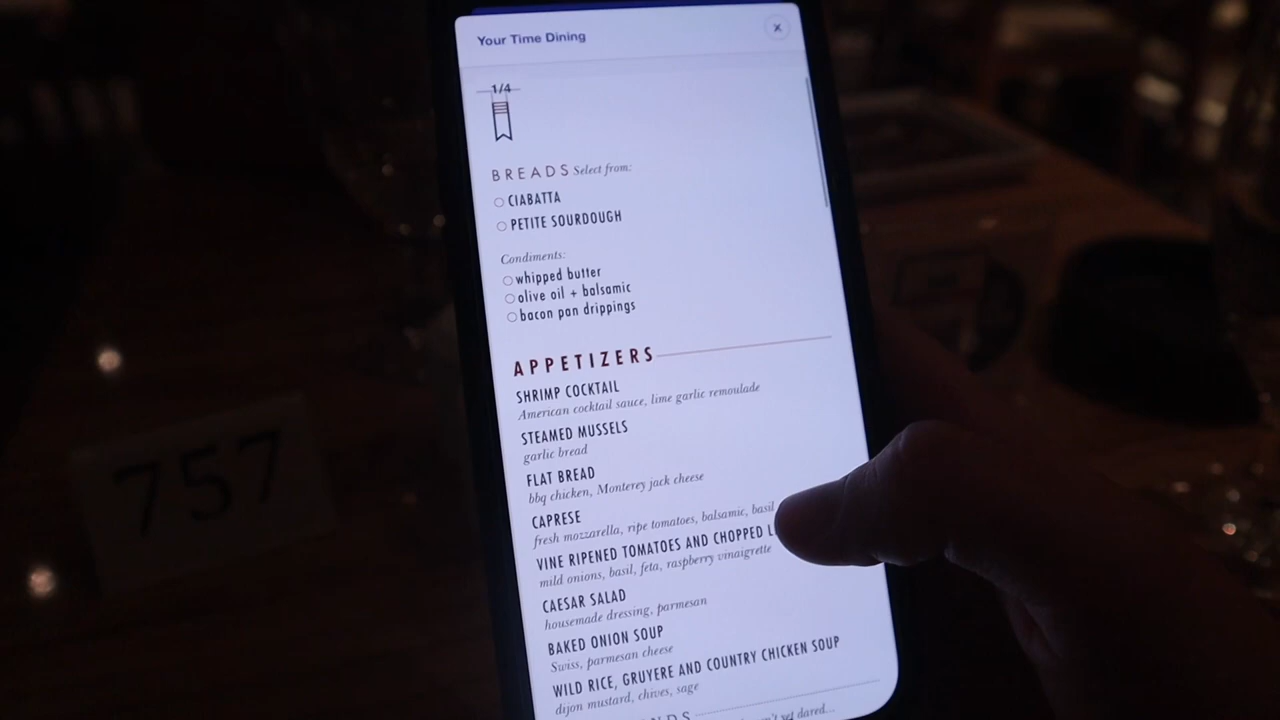 Your Time Dining
x
1/4
BREADS Select from:
CIABATTA
PETITE SOURDOUGH
Condiments:
whipped butter
olive oil + balsamic
bacon pan drippings
APPETIZERS
SHRIMP COCKTAIL
American cocktail sauce, lime garlic remoulade
STEAMED MUSSELS
garlic bread
FLAT BREAD
bbq chicken, Monterey jack cheese
CAPRESE
fresh mozzarella, ripe tomatoes, balsamic, basil
VINE RIPENED TOMATOES AND CHOPPED
mild onions, basil, feta, raspberry vinaigrette
CAESAR SALAD
housemade dressing, parmesan
BAKED ONION SOUP
Swiss, parmesan cheese
WILD RICE, GRUYERE AND COUNTRY CHICKEN SOUP
dijon mustard, chives, sage
yet dared...
757